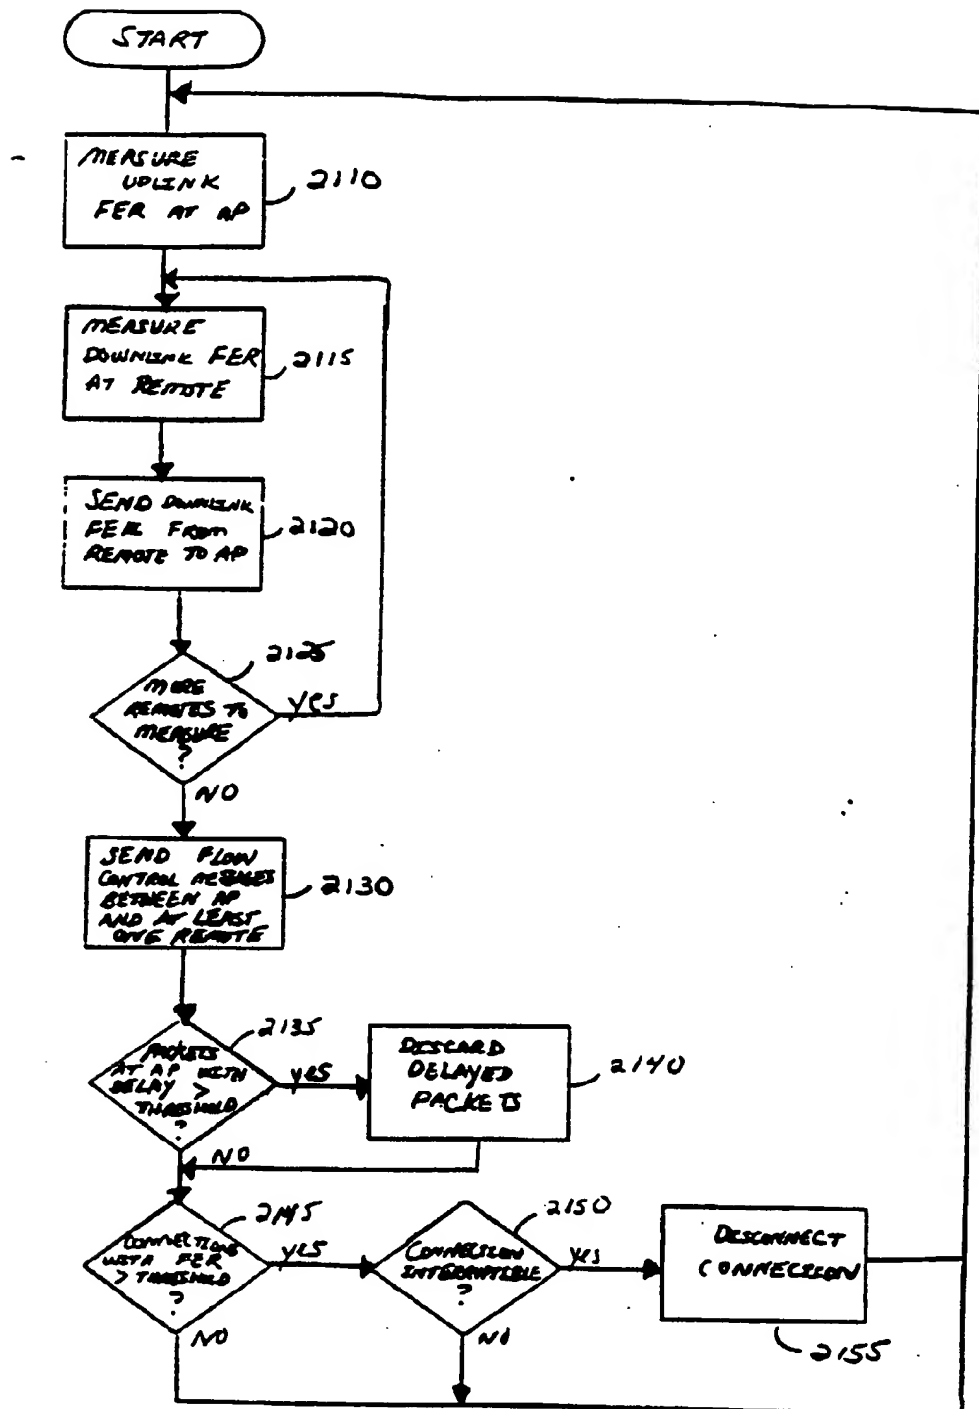 START
MEASURE
UPLINK
FER AT AP
2110
MEASURE
DOWNLINK FER
AT REMOTE
2115
SEND DOWNLINK
FER FROM
REMOTE TO AP
2120
2125
MORE
REMOTES TO
MEASURE
?
yes
NO
SEND FLOW
CONTROL MESSAGES
BETWEEN AP
AND AT LEAST
ONE REMOTE
2130
2135
PACKETS
AT AP WITH
DELAY >
THRESHOLD
?
yes
NO
DISCARD
DELAYED
PACKETS
2140
2145
CONNECTIONS
WITH FER
> THRESHOLD
?
yes
NO
2150
CONNECTION
INTERRUPTIBLE
?
yes
NO
DISCONNECT
CONNECTION
2155